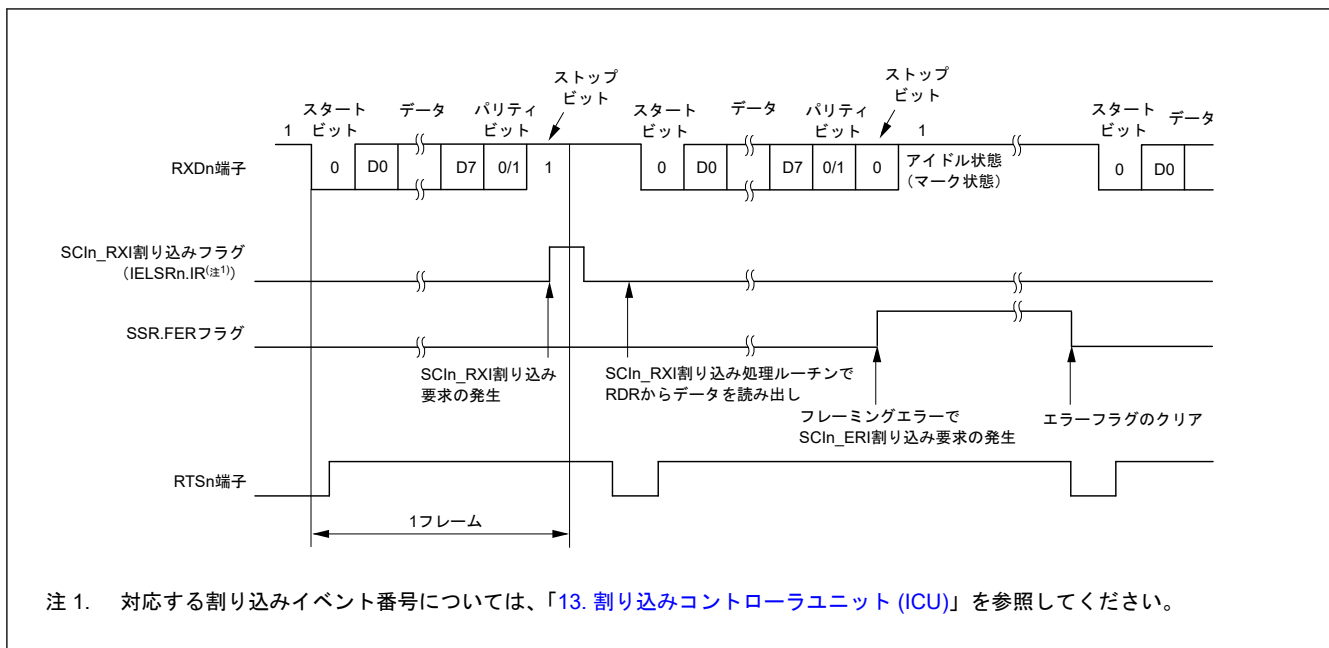 ストップ
ビット
スタート
ビット
データ
パリティ
ビット
スタート
ビット
データ
パリティ
ビット
ストップ
ビット
1
スタート
ビット
データ
1
RXDn端子
0
D0
D7
0/1
1
0
D0
D7
0/1
0
アイドル状態
（マーク状態）
0
D0
SCIn_RXI割り込みフラグ
（IELSRn.IR(注1)）
SSR.FERフラグ
SCIn_RXI割り込み
要求の発生
SCIn_RXI割り込み処理ルーチンで
RDRからデータを読み出し
フレーミングエラーで
SCIn_ERI割り込み要求の発生
エラーフラグのクリア
RTSn端子
1フレーム
注 1. 対応する割り込みイベント番号については、「13. 割り込みコントローラユニット (ICU)」を参照してください。